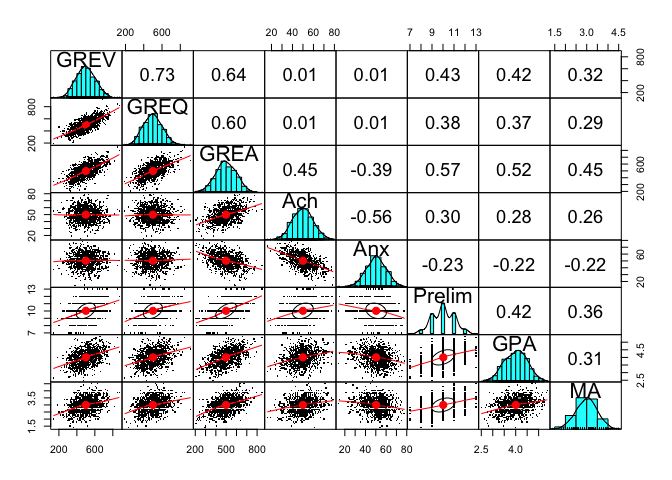 200 600 20 40 60 80 7 9 10 11 13 1.5 3.0 4.5
GREV 0.73 0.64 0.01 0.01 0.43 0.42 0.32 200 800
200 800 GREQ 0.60 0.01 0.01 0.38 0.37 0.29
GREA 0.45 -0.39 0.57 0.52 0.45 200 600
20 50 80 Ach -0.56 0.30 0.28 0.26
Anx -0.23 -0.22 -0.22 20 60
7 10 13 Prelim 0.42 0.36
GPA 0.31 2.5 4.5
1.5 3.5 MA
200 600 200 500 800 20 40 60 80 2.5 4.0